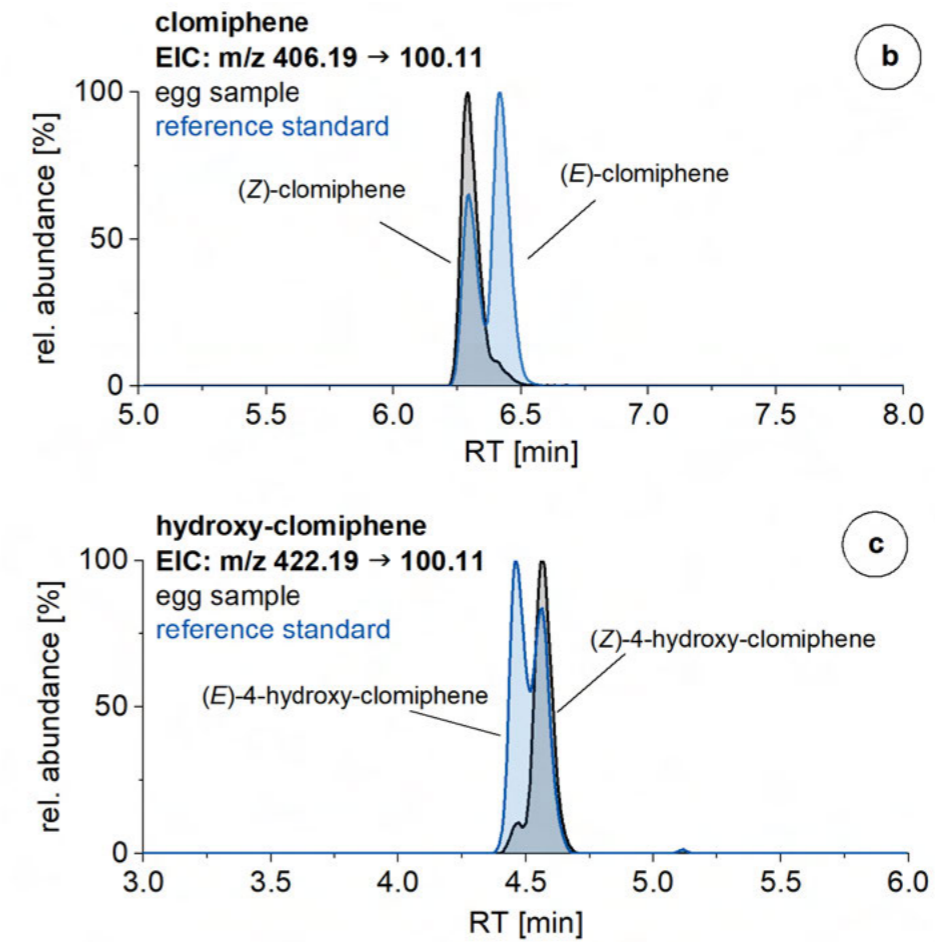 clomiphene
EIC: m/z 406.19 → 100.11
egg sample
reference standard
b
(Z)-clomiphene
(E)-clomiphene
rel. abundance [%]
100
50
0
5.0 5.5 6.0 6.5 7.0 7.5 8.0
RT [min]
hydroxy-clomiphene
EIC: m/z 422.19 → 100.11
egg sample
reference standard
c
(Z)-4-hydroxy-clomiphene
(E)-4-hydroxy-clomiphene
rel. abundance [%]
100
50
0
3.0 3.5 4.0 4.5 5.0 5.5 6.0
RT [min]